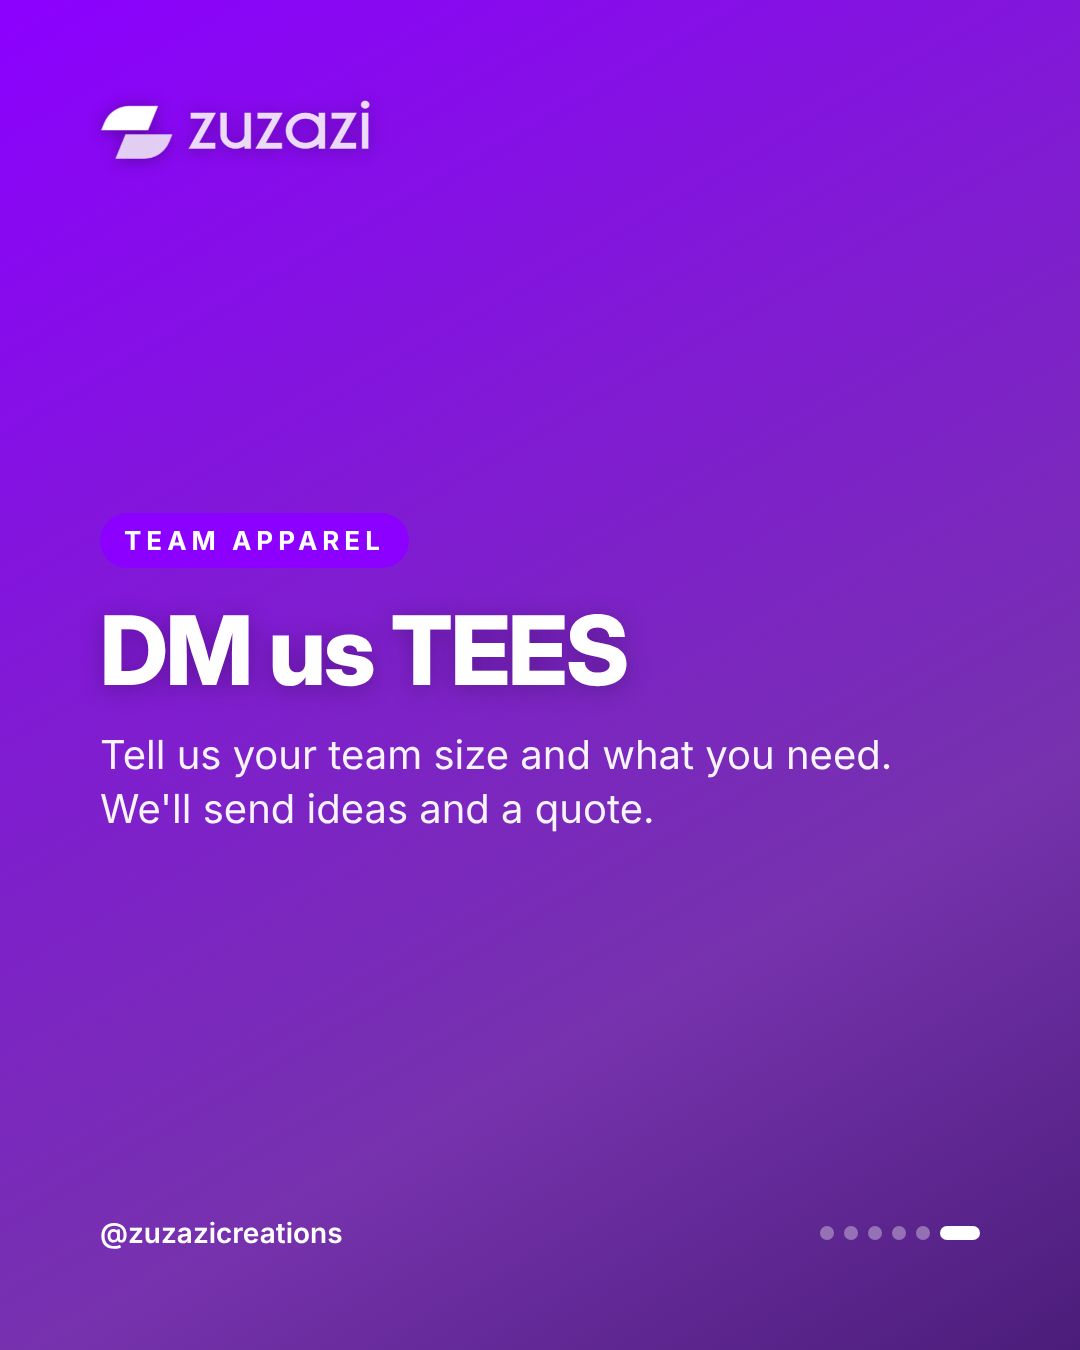 zuzazi
TEAM APPAREL
DM us TEES
Tell us your team size and what you need.
We'll send ideas and a quote.
@zuzazicreations